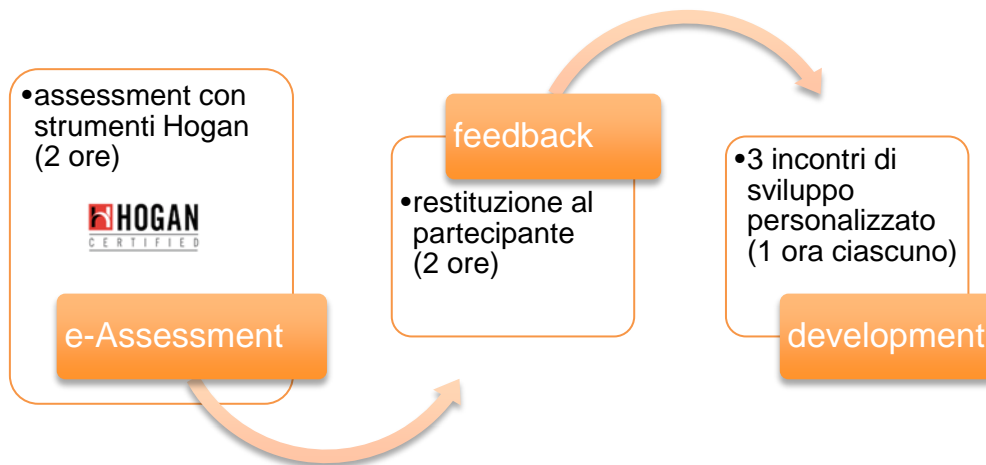 •assessment con
strumenti Hogan
(2 ore)
HOGAN
CERTIFIED
e-Assessment
feedback
•restituzione al
partecipante
(2 ore)
•3 incontri di
sviluppo
personalizzato
(1 ora ciascuno)
development